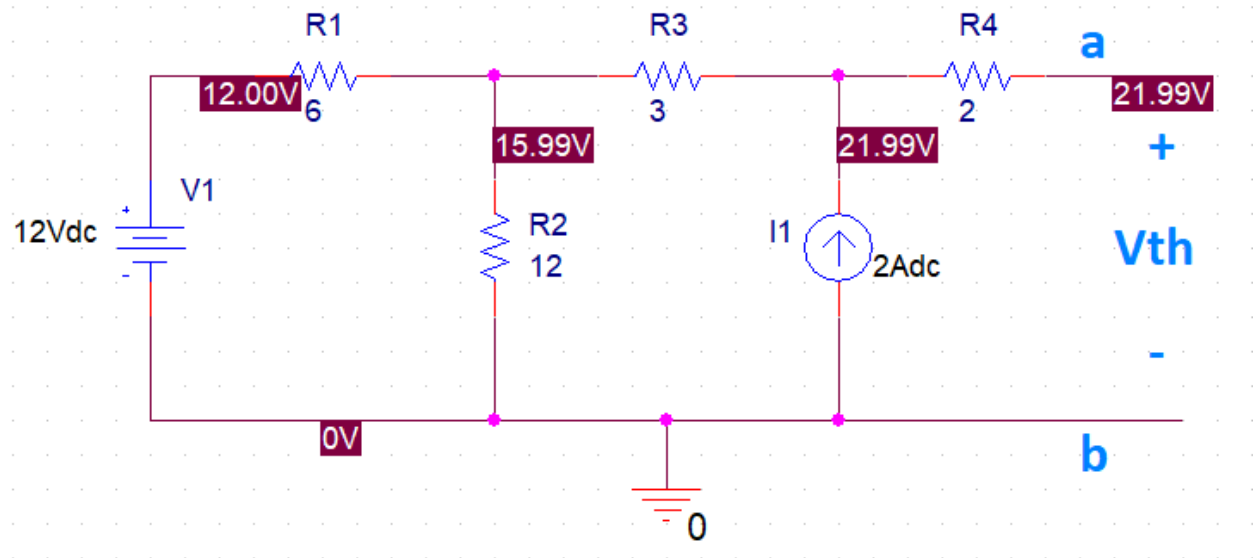 R1
R3
R4
a
12.00V
6
3
2
21.99V
15.99V
21.99V
+
+
V1
12Vdc
-
R2
12
I1
2Adc
Vth
-
0V
b
0